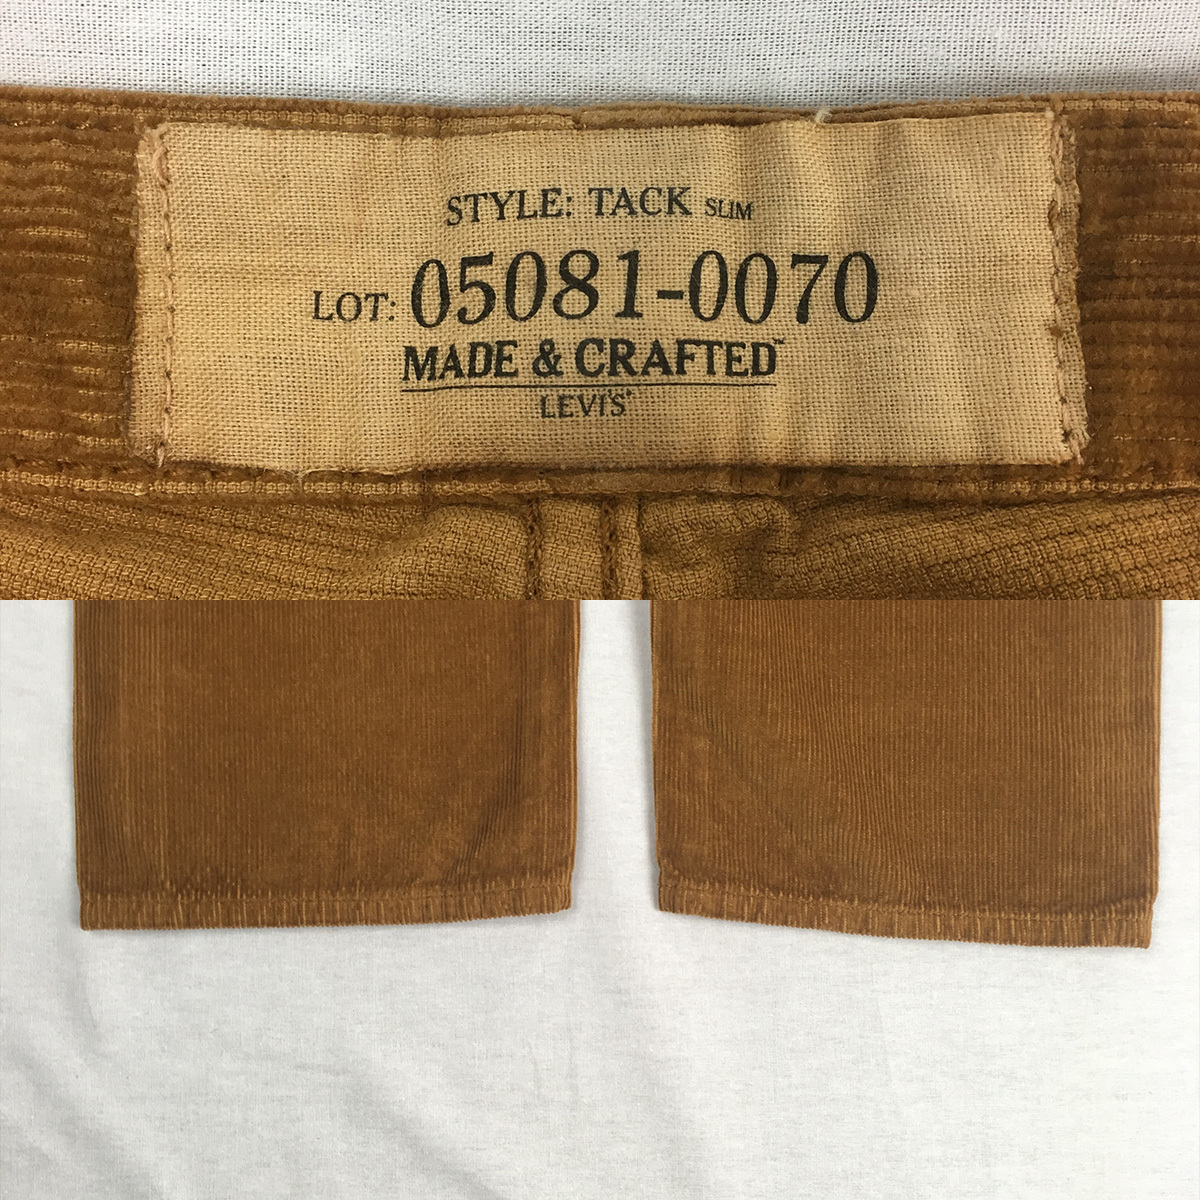 STYLE: TACK SLIM
LOT: 05081-0070
MADE & CRAFTED™
LEVI'S®